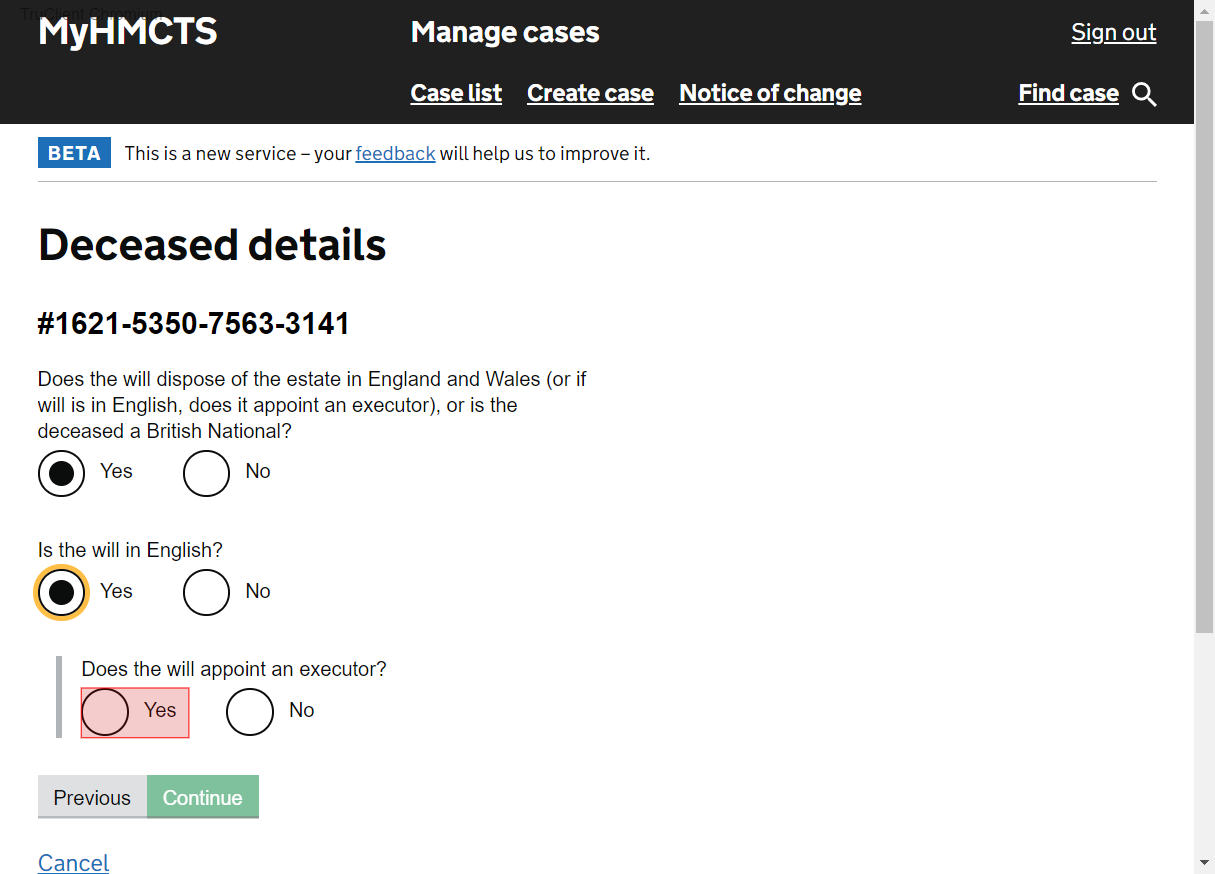 TruClient Chromium
MyHMCTS
Manage cases
Sign out
Case list Create case Notice of change Find case
BETA This is a new service – your feedback will help us to improve it.
Deceased details
#1621-5350-7563-3141
Does the will dispose of the estate in England and Wales (or if
will is in English, does it appoint an executor), or is the
deceased a British National?
Yes No
Is the will in English?
Yes No
Does the will appoint an executor?
Yes No
Previous Continue
Cancel